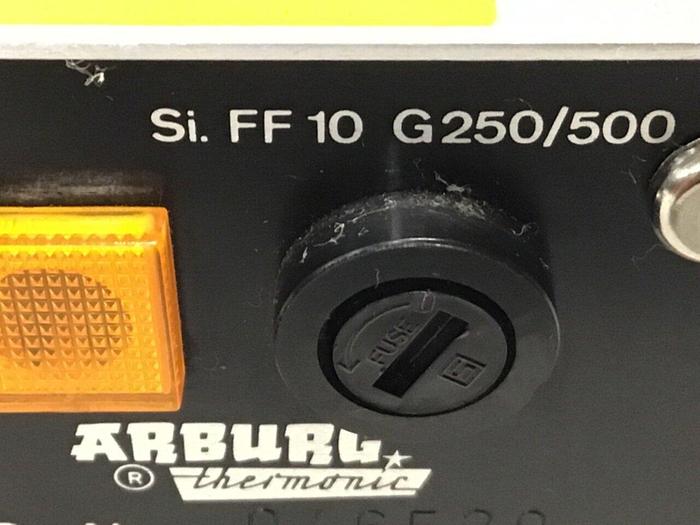 Si. FF 10 G250/500
FUSE
ARBURG
® thermonic